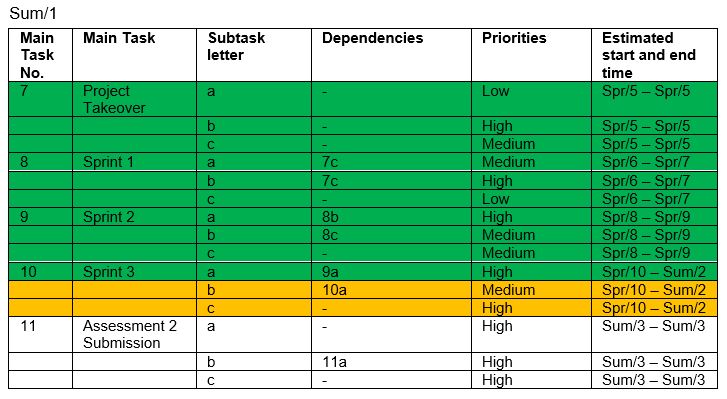 Sum/1
Main Task No. Main Task Subtask letter Dependencies Priorities Estimated start and end time
7 Project Takeover a - Low Spr/5 – Spr/5
b - High Spr/5 – Spr/5
c - Medium Spr/5 – Spr/5
8 Sprint 1 a 7c Medium Spr/6 – Spr/7
b 7c High Spr/6 – Spr/7
c - Low Spr/6 – Spr/7
9 Sprint 2 a 8b High Spr/8 – Spr/9
b 8c Medium Spr/8 – Spr/9
c - Medium Spr/8 – Spr/9
10 Sprint 3 a 9a High Spr/10 – Sum/2
b 10a Medium Spr/10 – Sum/2
c - High Spr/10 – Sum/2
11 Assessment 2 Submission a - High Sum/3 – Sum/3
b 11a High Sum/3 – Sum/3
c - High Sum/3 – Sum/3